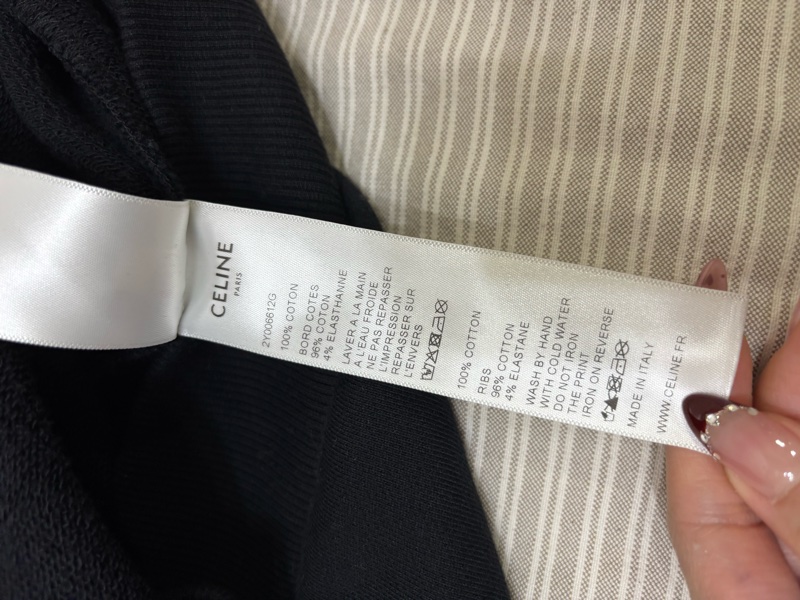 CELINE
PARIS
2Y006612G
100% COTON
BORD COTES
96% COTON
4% ELASTHANNE
LAVER A LA MAIN
A L'EAU FROIDE
NE PAS REPASSER
L'IMPRESSION
REPASSER SUR
L'ENVERS
100% COTTON
RIBS
96% COTTON
4% ELASTANE
WASH BY HAND
WITH COLD WATER
DO NOT IRON
THE PRINT
IRON ON REVERSE
MADE IN ITALY
WWW.CELINE.FR